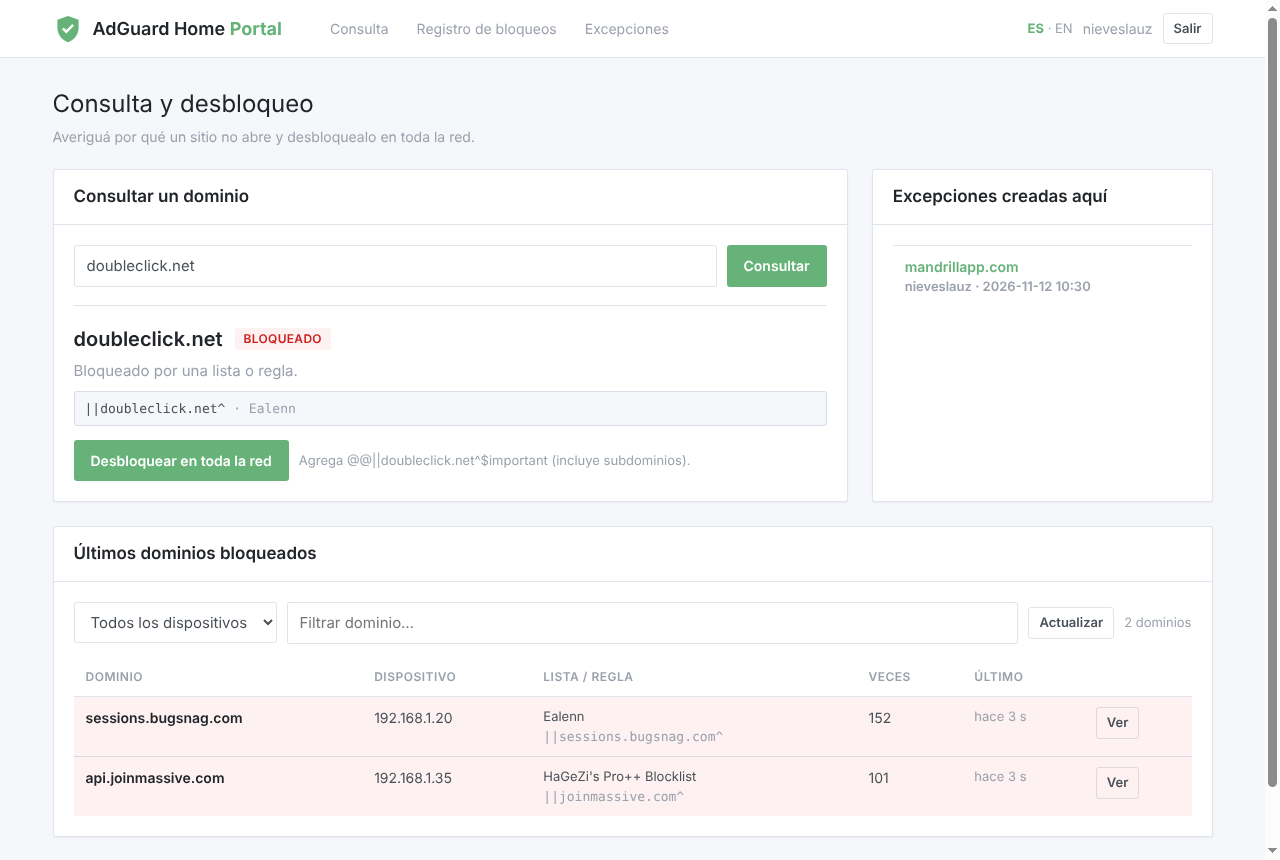 AdGuard Home Portal
Consulta
Registro de bloqueos
Excepciones
ES · EN
nieveslauz
Salir
Consulta y desbloqueo
Averiguá por qué un sitio no abre y desbloquealo en toda la red.
Consultar un dominio
doubleclick.net
Consultar
doubleclick.net
BLOQUEADO
Bloqueado por una lista o regla.
||doubleclick.net^ · Ealenn
Desbloquear en toda la red
Agrega @@||doubleclick.net^$important (incluye subdominios).
Excepciones creadas aquí
mandrillapp.com
nieveslauz · 2026-11-12 10:30
Últimos dominios bloqueados
Todos los dispositivos
Filtrar dominio...
Actualizar
2 dominios
DOMINIO DISPOSITIVO LISTA / REGLA VECES ÚLTIMO
sessions.bugsnag.com 192.168.1.20 Ealenn 152 hace 3 s Ver
||sessions.bugsnag.com^
api.joinmassive.com 192.168.1.35 HaGeZi's Pro++ Blocklist 101 hace 3 s Ver
||joinmassive.com^